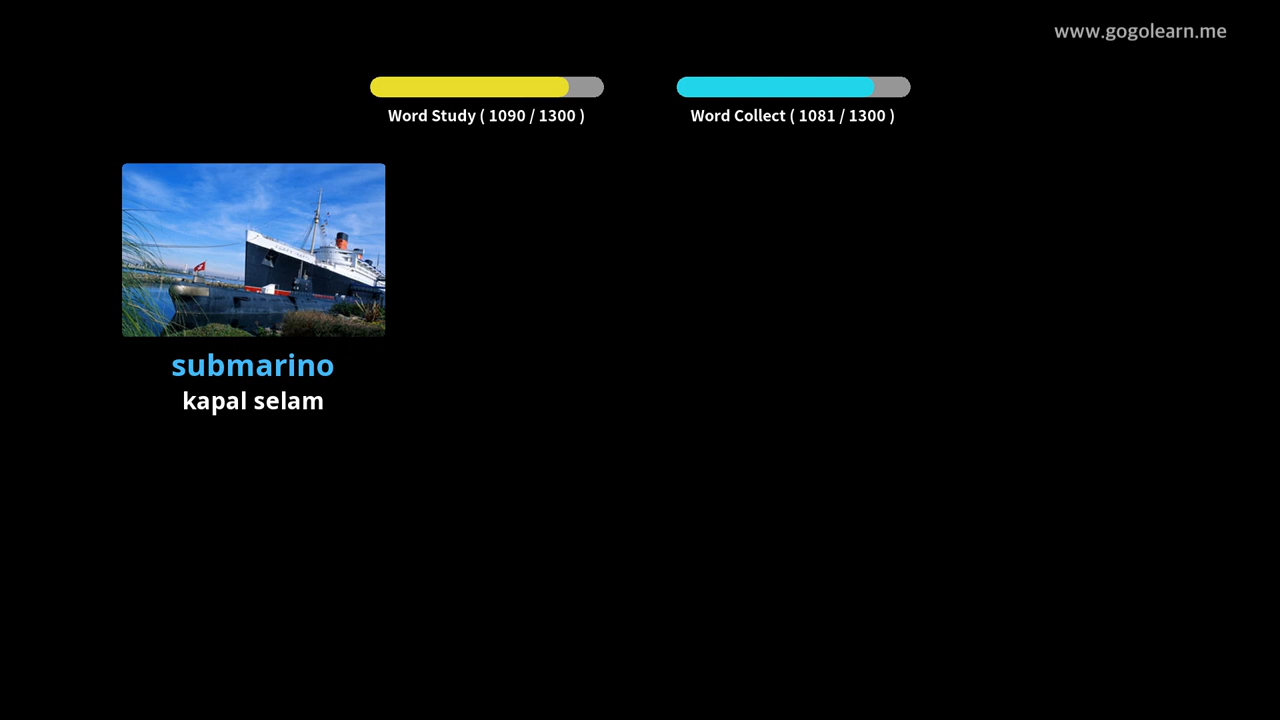 www.gogolearn.me
Word Study ( 1090 / 1300 )
Word Collect ( 1081 / 1300 )
submarino
kapal selam